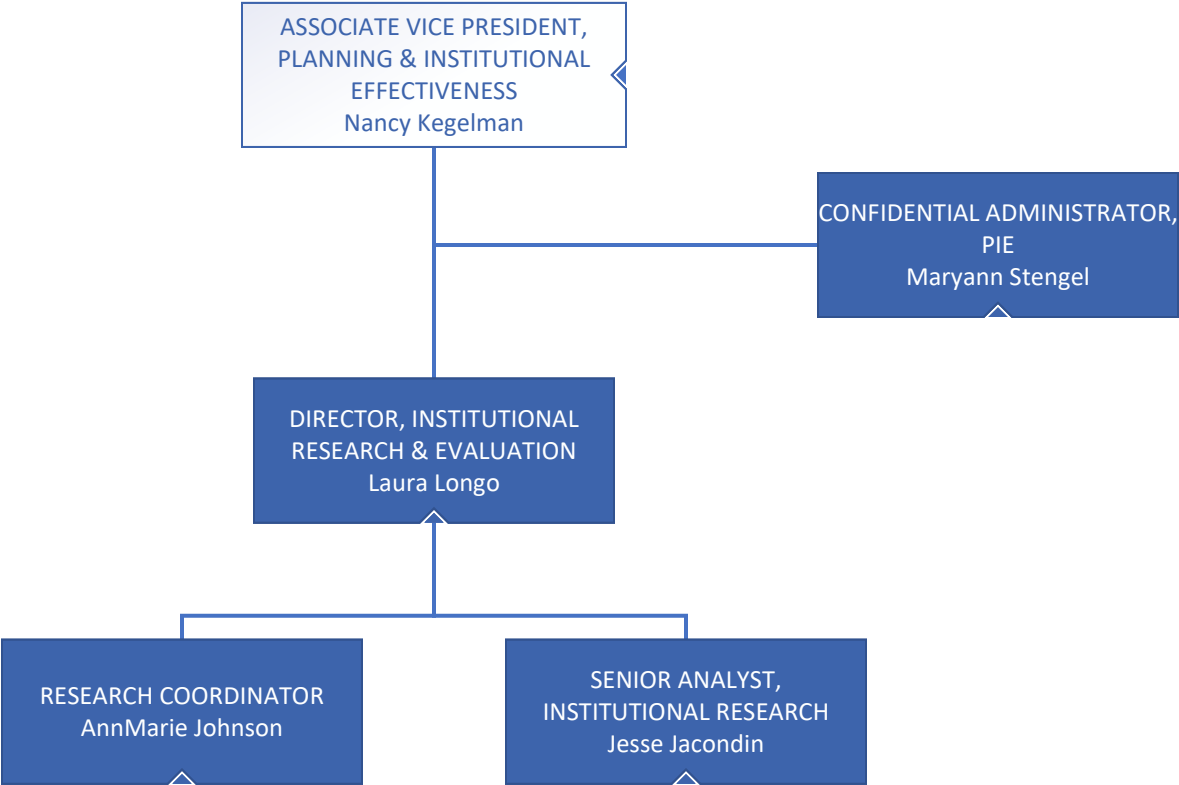 ASSOCIATE VICE PRESIDENT,
PLANNING & INSTITUTIONAL
EFFECTIVENESS
Nancy Kegelman
CONFIDENTIAL ADMINISTRATOR,
PIE
Maryann Stengel
DIRECTOR, INSTITUTIONAL
RESEARCH & EVALUATION
Laura Longo
RESEARCH COORDINATOR
AnnMarie Johnson
SENIOR ANALYST,
INSTITUTIONAL RESEARCH
Jesse Jacondin